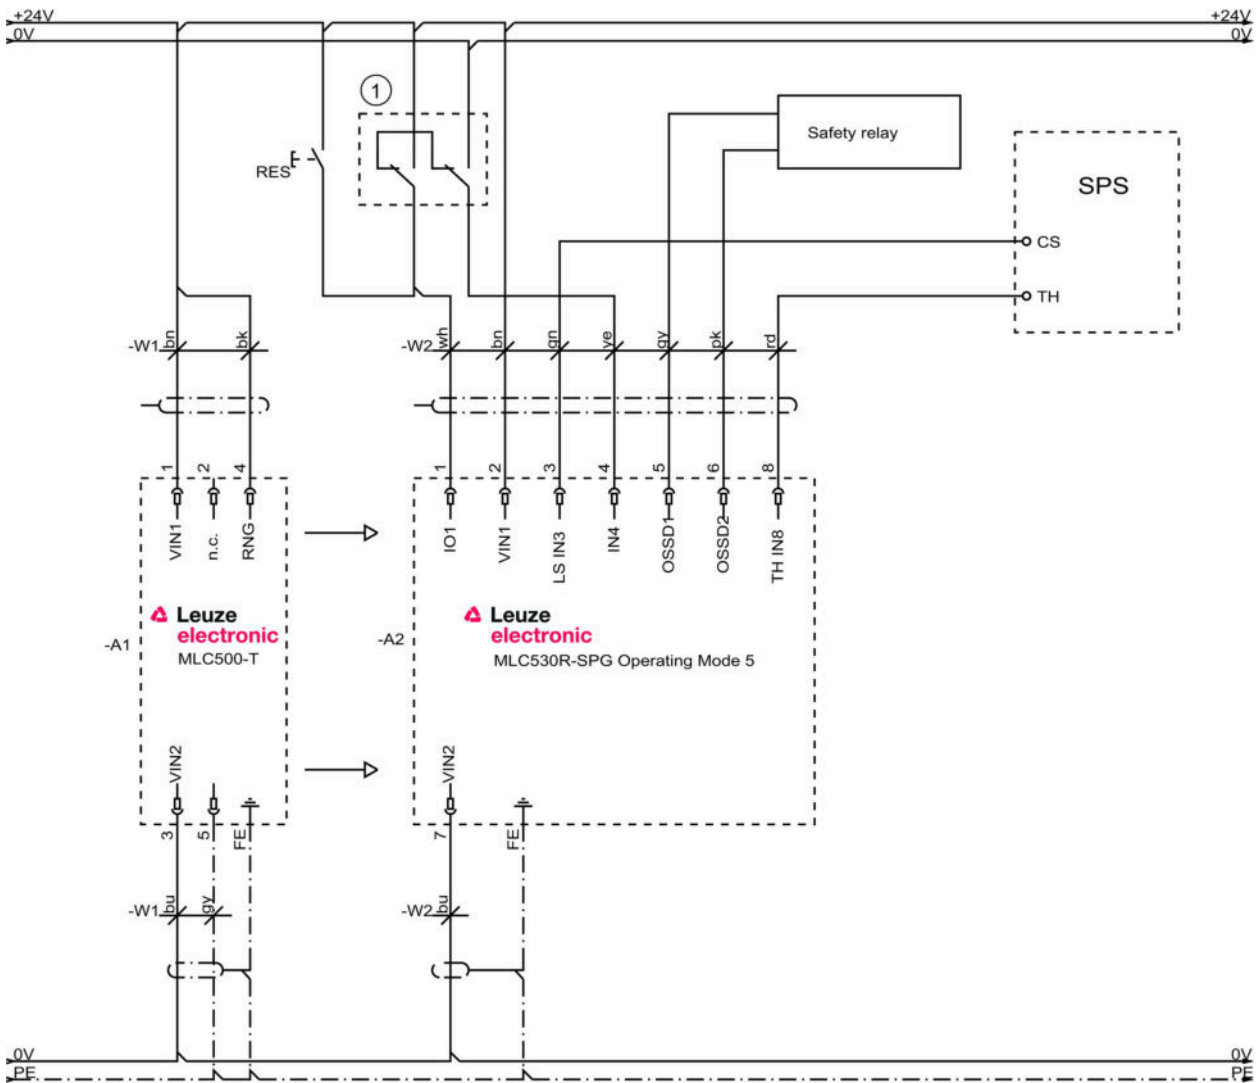 +24V
+24V
0V
0V
1
RES
Safety relay
SPS
CS
TH
-W1
bn
bk
-W2
wh
bn
gn
ye
gy
pk
rd
1
2
4
1
2
3
4
5
6
8
VIN1
n.c.
RNG
IO1
VIN1
LS IN3
IN4
OSSD1
OSSD2
TH IN8
-A1
Leuze
electronic
MLC500-T
-A2
Leuze
electronic
MLC530R-SPG Operating Mode 5
VIN2
VIN2
3
5
FE
7
FE
-W1
bu
gy
-W2
bu
0V
0V
PE
PE